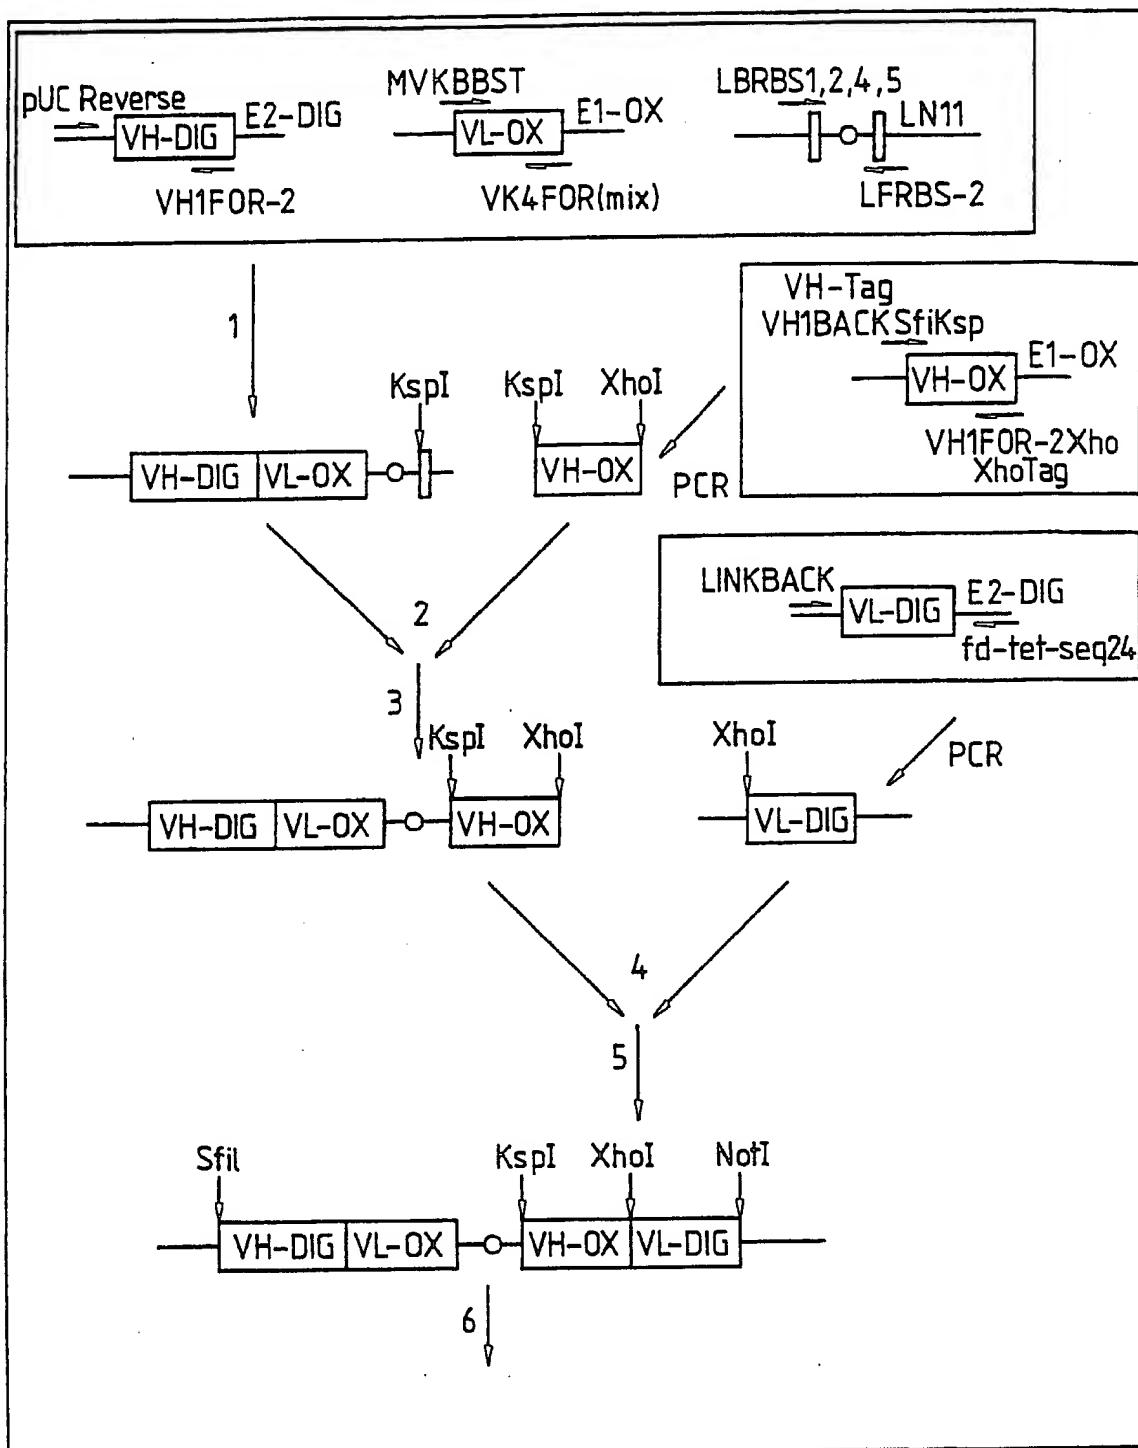 pUC Reverse
VH-DIG
E2-DIG
VH1FOR-2
MVKBBST
VL-OX
E1-OX
VK4FOR(mix)
LBRBS1,2,4,5
LN11
LFRBS-2
1
VH-Tag
VH1BACKSfiKsp
E1-OX
VH-OX
VH1FOR-2Xho
XhoTag
KspI
KspI
XhoI
VH-DIG
VL-OX
VH-OX
PCR
LINKBACK
VL-DIG
E2-DIG
fd-tet-seq24
2
3
KspI
XhoI
XhoI
PCR
VH-DIG
VL-OX
VH-OX
VL-DIG
4
5
SfiI
KspI
XhoI
NotI
VH-DIG
VL-OX
VH-OX
VL-DIG
6